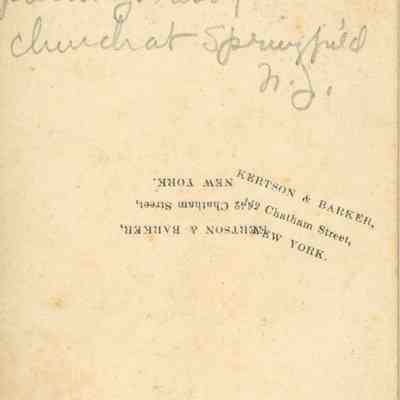 church at Springfield
N.J.
KERTSON & BARKER,
Chatham Street,
NEW YORK.
KERTSON & BARKER,
Chatham Street,
NEW YORK.